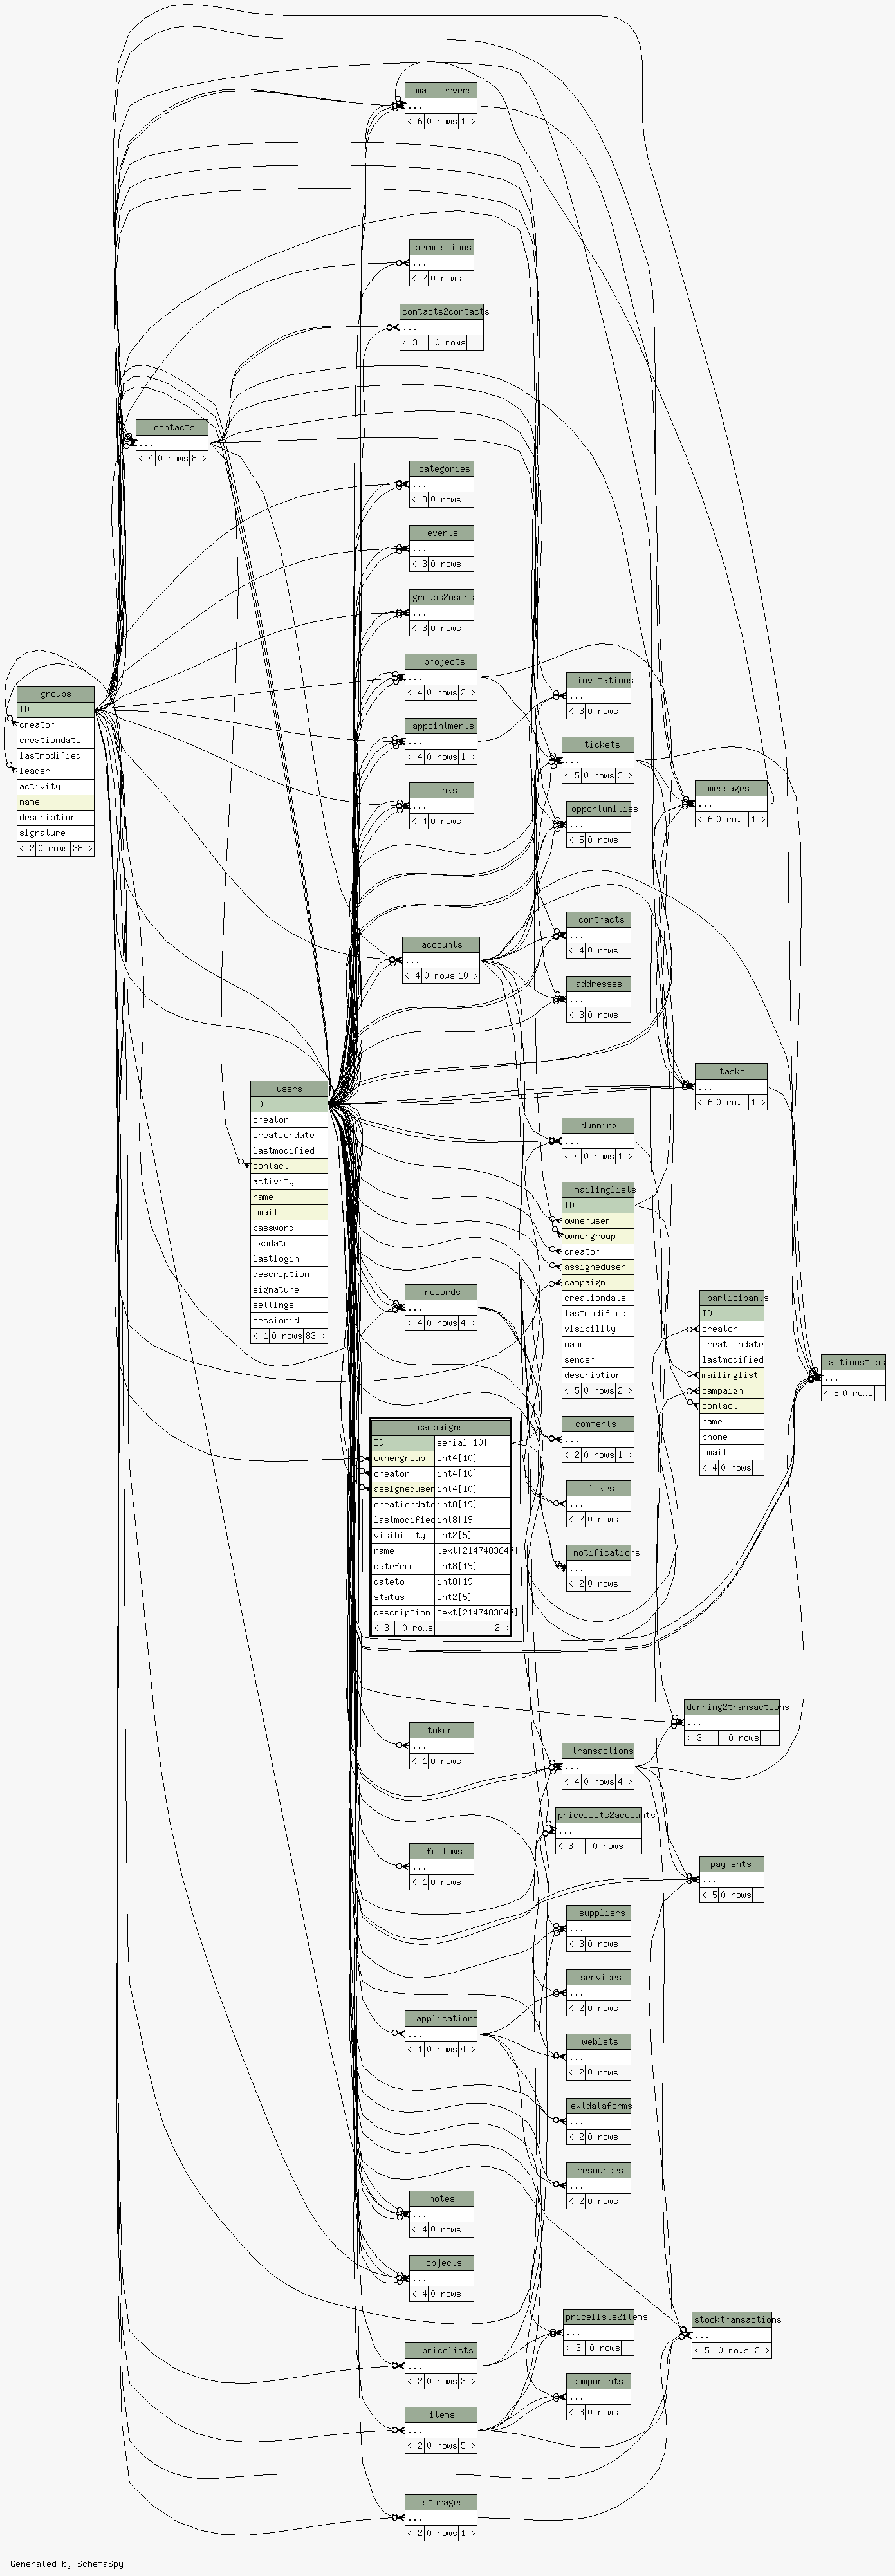 mailservers
...
< 6 0 rows 1 >
permissions
...
< 2 0 rows
contacts2contacts
...
< 3 0 rows
contacts
...
< 4 0 rows 8 >
categories
...
< 3 0 rows
events
...
< 3 0 rows
groups2users
...
< 3 0 rows
projects
...
< 4 0 rows 2 >
appointments
...
< 4 0 rows 1 >
links
...
< 4 0 rows
groups
ID
creator
creationdate
lastmodified
leader
activity
name
description
signature
< 2 0 rows 28 >
invitations
...
< 3 0 rows
tickets
...
< 5 0 rows 3 >
opportunities
...
< 5 0 rows
messages
...
< 6 0 rows 1 >
contracts
...
< 4 0 rows
accounts
...
< 4 0 rows 10 >
addresses
...
< 3 0 rows
tasks
...
< 6 0 rows 1 >
users
ID
creator
creationdate
lastmodified
contact
activity
name
email
password
expdate
lastlogin
description
signature
settings
sessionid
< 1 0 rows 83 >
dunning
...
< 4 0 rows 1 >
mailinglists
ID
owneruser
ownergroup
creator
assigneduser
campaign
creationdate
lastmodified
visibility
name
sender
description
< 5 0 rows 2 >
records
...
< 4 0 rows 4 >
participants
ID
creator
creationdate
lastmodified
mailinglist
campaign
contact
name
phone
email
< 4 0 rows
actionsteps
...
< 8 0 rows
campaigns
ID serial[10]
ownergroup int4[10]
creator int4[10]
assigneduser int4[10]
creationdate int8[19]
lastmodified int8[19]
visibility int2[5]
name text[2147483647]
datefrom int8[19]
dateto int8[19]
status int2[5]
description text[2147483647]
< 3 0 rows 2 >
comments
...
< 2 0 rows 1 >
likes
...
< 2 0 rows
notifications
...
< 2 0 rows
dunning2transactions
...
< 3 0 rows
tokens
...
< 1 0 rows
transactions
...
< 4 0 rows 4 >
pricelists2accounts
...
< 3 0 rows
follows
...
< 1 0 rows
payments
...
< 5 0 rows
suppliers
...
< 3 0 rows
services
...
< 2 0 rows
applications
...
< 1 0 rows 4 >
weblets
...
< 2 0 rows
extdataforms
...
< 2 0 rows
resources
...
< 2 0 rows
notes
...
< 4 0 rows
objects
...
< 4 0 rows
pricelists2items
...
< 3 0 rows
stocktransactions
...
< 5 0 rows 2 >
pricelists
...
< 2 0 rows 2 >
components
...
< 3 0 rows
items
...
< 2 0 rows 5 >
storages
...
< 2 0 rows 1 >
Generated by SchemaSpy